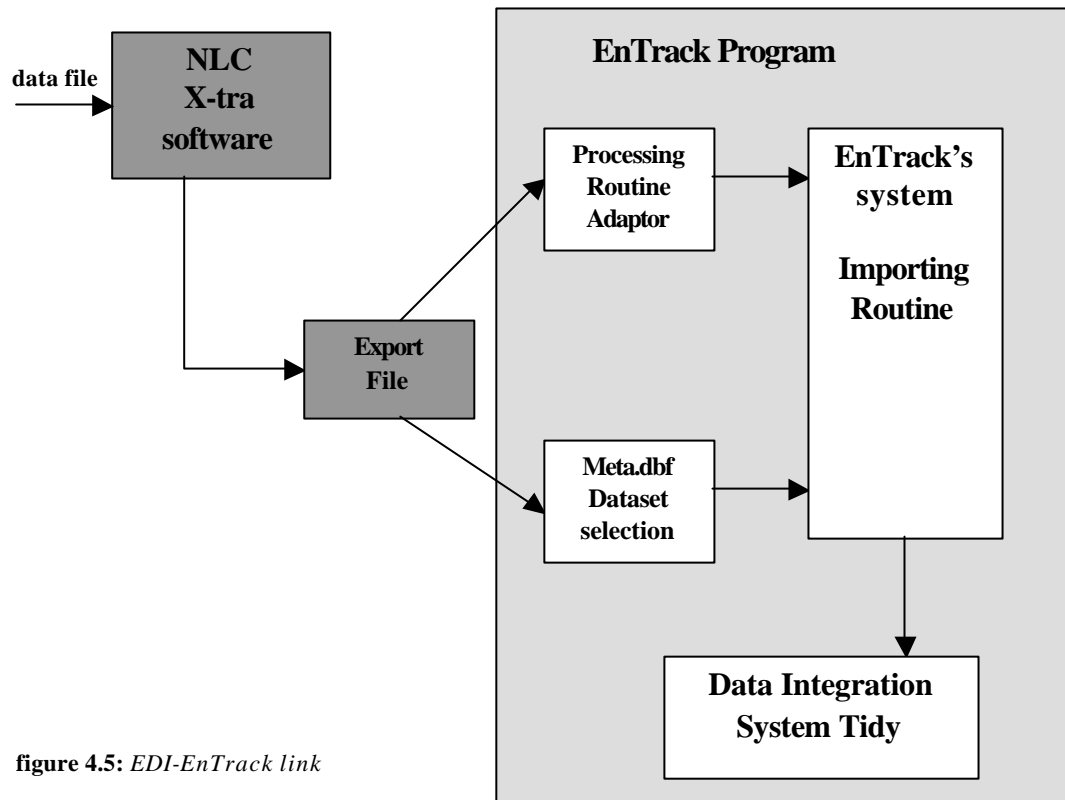 data file
NLC
X-tra
software
Export
File
EnTrack Program
Processing
Routine
Adaptor
EnTrack's
system
Importing
Routine
Meta.dbf
Dataset
selection
Data Integration
System Tidy
figure 4.5: EDI-EnTrack link